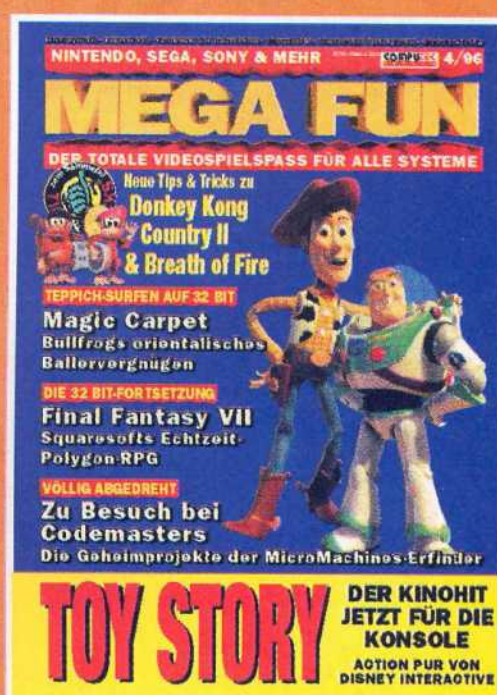 NINTENDO, SEGA, SONY & MEHR
COMPUTEC 4/96
MEGA FUN
DER TOTALE VIDEOSPIELSPASS FÜR ALLE SYSTEME
Neue Tips & Tricks zu
Donkey Kong
Country II
& Breath of Fire
TEPPICH-SURFEN AUF 32 BIT
Magic Carpet
Bullfrogs orientalisches
Ballervergnügen
DIE 32 BIT-FORTSETZUNG
Final Fantasy VII
Squaresofts Echtzeit-
Polygon-RPG
VÖLLIG ABGEDREHT
Zu Besuch bei
Codemasters
Die Geheimprojekte der MicroMachines-Erfinder
TOY STORY
DER KINOHIT
JETZT FÜR DIE
KONSOLE
ACTION PUR VON
DISNEY INTERACTIVE